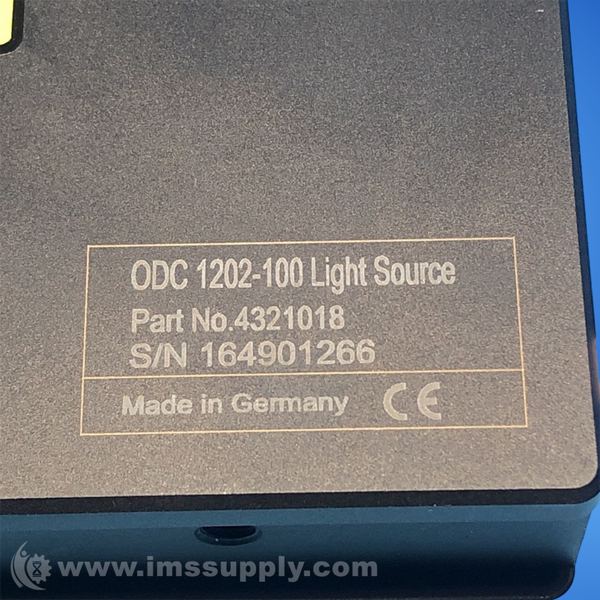 ODC 1202-100 Light Source
Part No.4321018
S/N 164901266
Made in Germany CE
www.imssupply.com